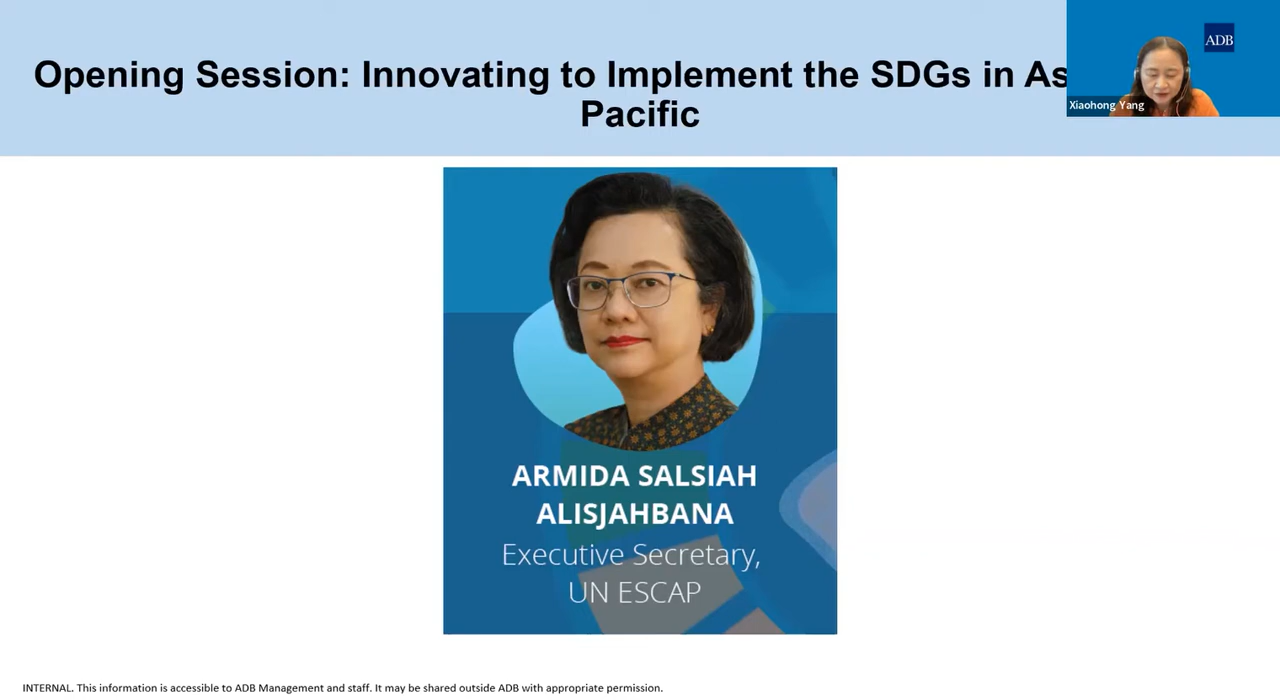 Opening Session: Innovating to Implement the SDGs in As
Pacific
ADB
Xiaohong Yang
ARMIDA SALSIAH
ALISJAHBANA
Executive Secretary,
UN ESCAP
INTERNAL. This information is accessible to ADB Management and staff. It may be shared outside ADB with appropriate permission.